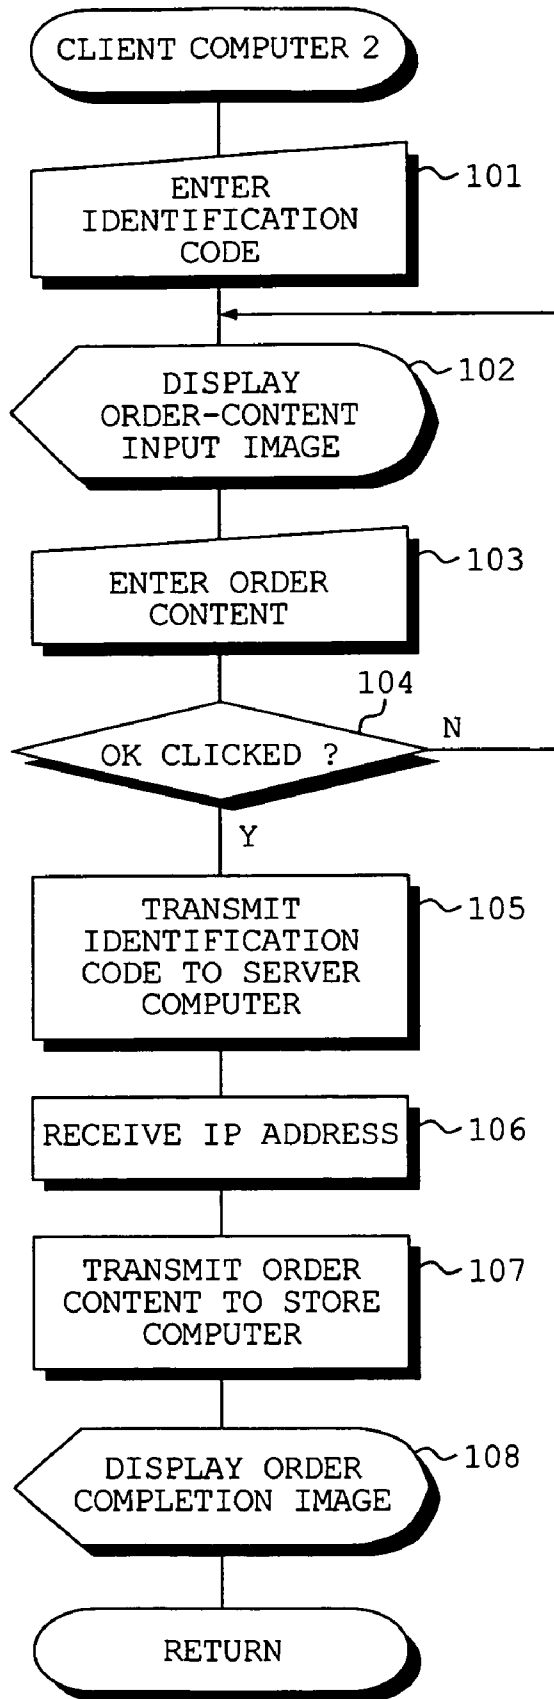 CLIENT COMPUTER 2
ENTER
IDENTIFICATION
CODE
101
DISPLAY
ORDER-CONTENT
INPUT IMAGE
102
ENTER ORDER
CONTENT
103
104
OK CLICKED ?
N
Y
TRANSMIT
IDENTIFICATION
CODE TO SERVER
COMPUTER
105
RECEIVE IP ADDRESS
106
TRANSMIT ORDER
CONTENT TO STORE
COMPUTER
107
DISPLAY ORDER
COMPLETION IMAGE
108
RETURN